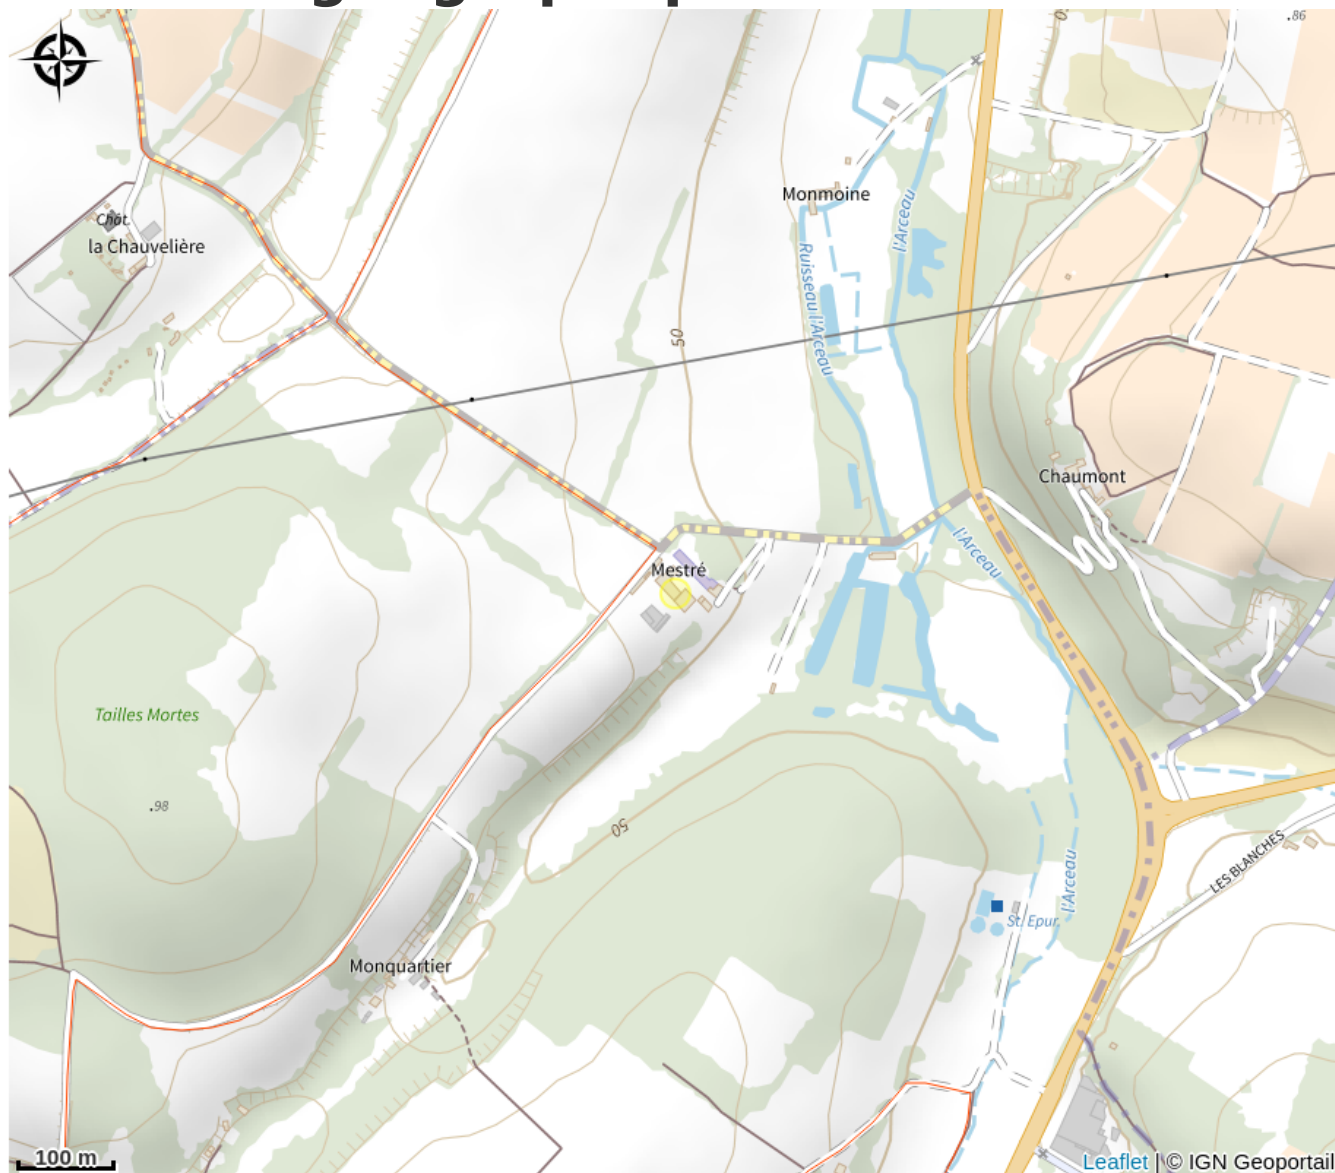 86
Monmoine
Chât.
la Chauvelière
l'Arceau
Ruisseau l'Arceau
50
Chaumont
l'Arceau
Mestré
Tailles Mortes
98
50
LES BLANCHES
l'Arceau
St. Epur.
Monquartier
100 m
Leaflet | © IGN Geoportail